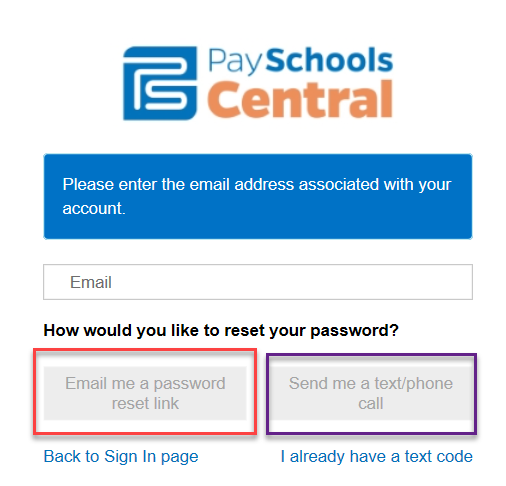 PaySchools
Central
Please enter the email address associated with your
account.
Email
How would you like to reset your password?
Email me a password
reset link
Send me a text/phone
call
Back to Sign In page
I already have a text code